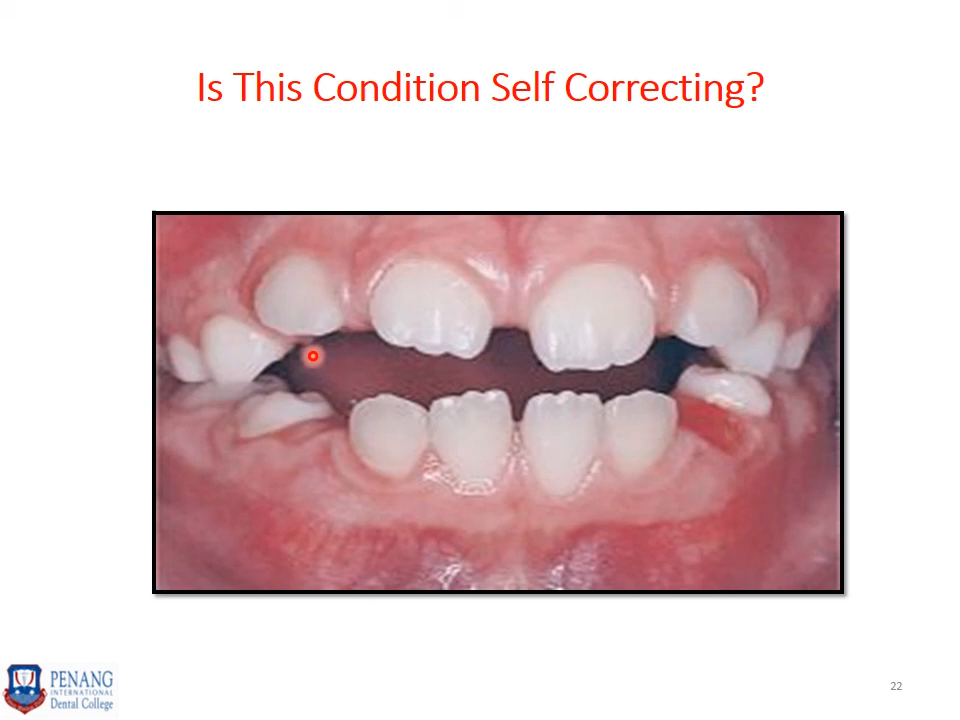 Is This Condition Self Correcting?
PENANG
INTERNATIONAL
Dental College
22